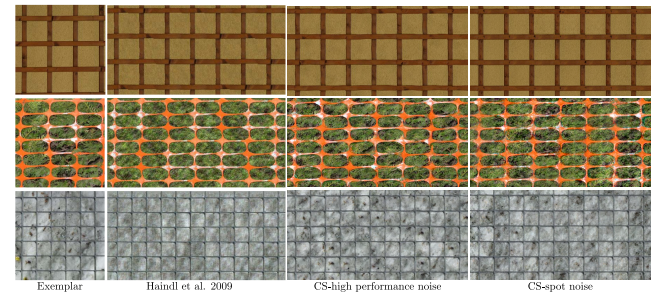 Exemplar
Haindl et al. 2009
CS-high performance noise
CS-spot noise